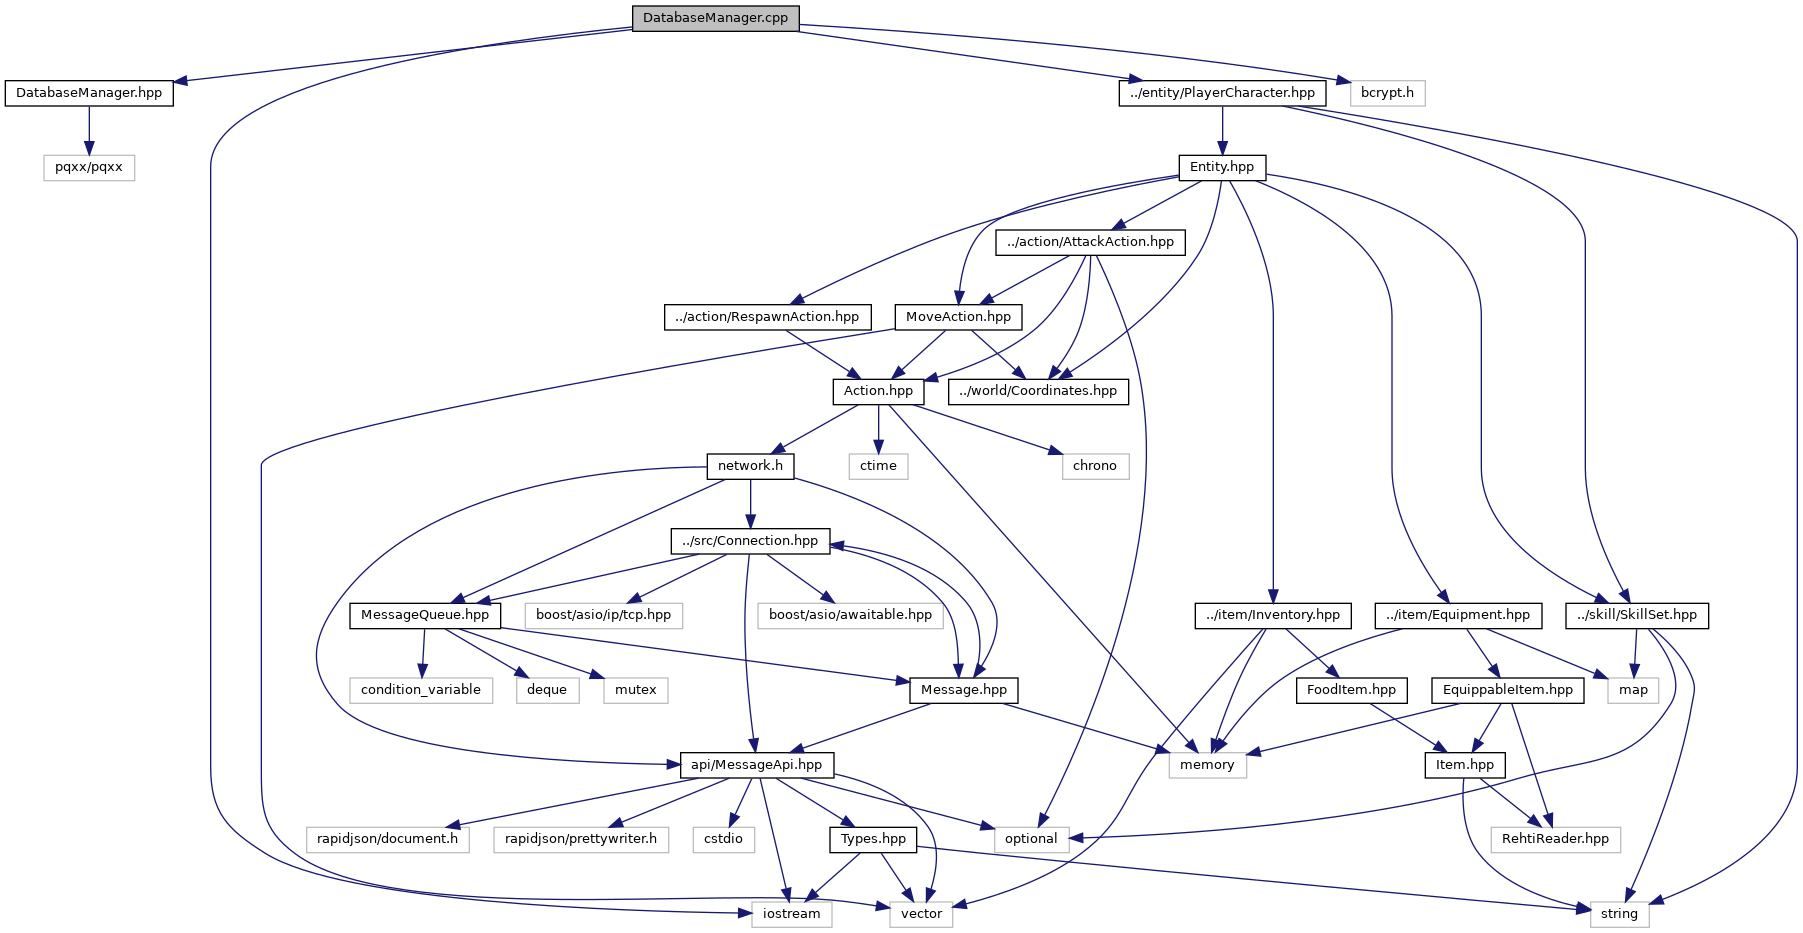 DatabaseManager.cpp
DatabaseManager.hpp
../entity/PlayerCharacter.hpp
bcrypt.h
pqxx/pqxx
Entity.hpp
../action/AttackAction.hpp
../action/RespawnAction.hpp
MoveAction.hpp
Action.hpp
../world/Coordinates.hpp
network.h
ctime
chrono
../src/Connection.hpp
MessageQueue.hpp
boost/asio/ip/tcp.hpp
boost/asio/awaitable.hpp
../item/Inventory.hpp
../item/Equipment.hpp
../skill/SkillSet.hpp
condition_variable
deque
mutex
Message.hpp
FoodItem.hpp
EquippableItem.hpp
map
api/MessageApi.hpp
memory
Item.hpp
rapidjson/document.h
rapidjson/prettywriter.h
cstdio
Types.hpp
optional
RehtiReader.hpp
iostream
vector
string